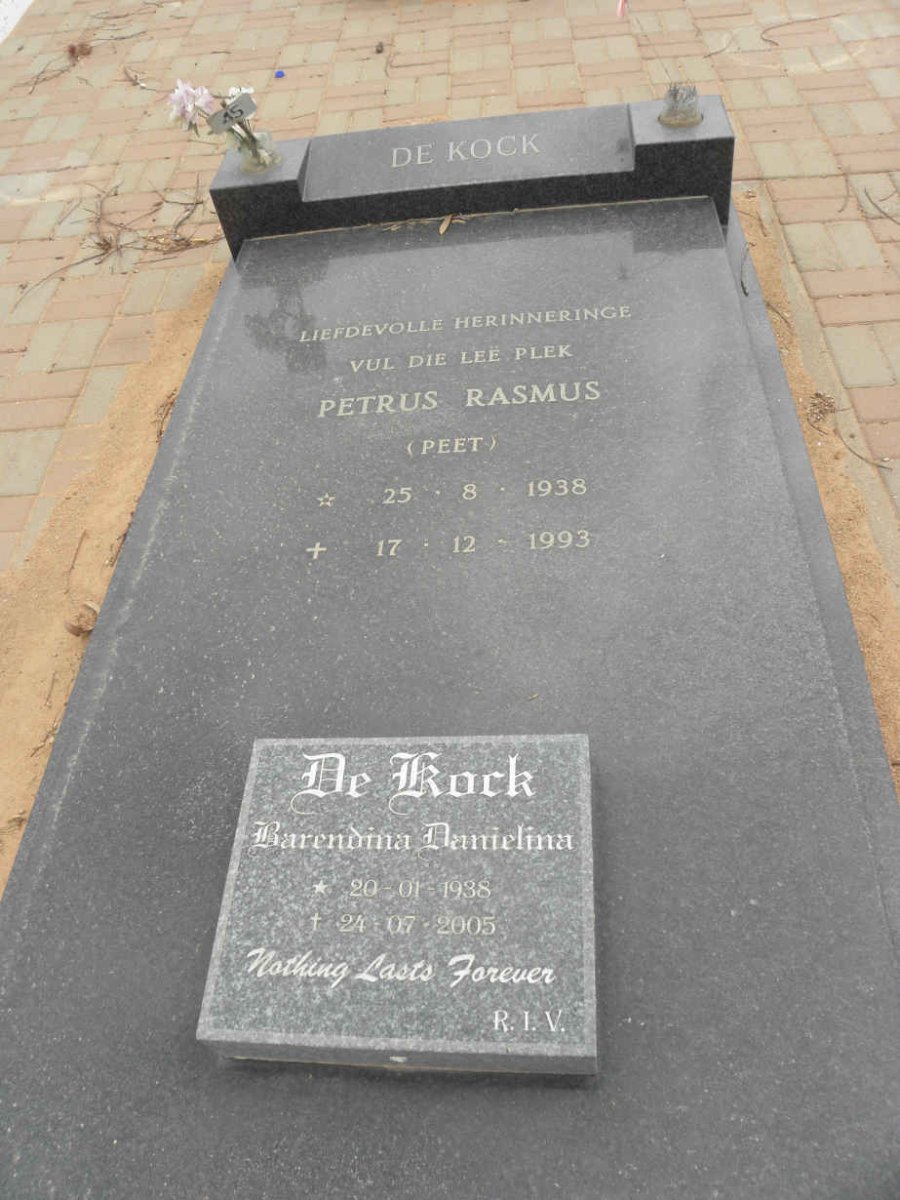 A5
DE KOCK
LIEFDEVOLLE HERINNERINGE
VUL DIE LEË PLEK
PETRUS RASMUS
(PEET)
☆ 25 · 8 · 1938
✝ 17 · 12 - 1993
De Kock
Barendina Danielina
★ 20-01-1938
† 24-07-2005
Nothing Lasts Forever
R.I.V.